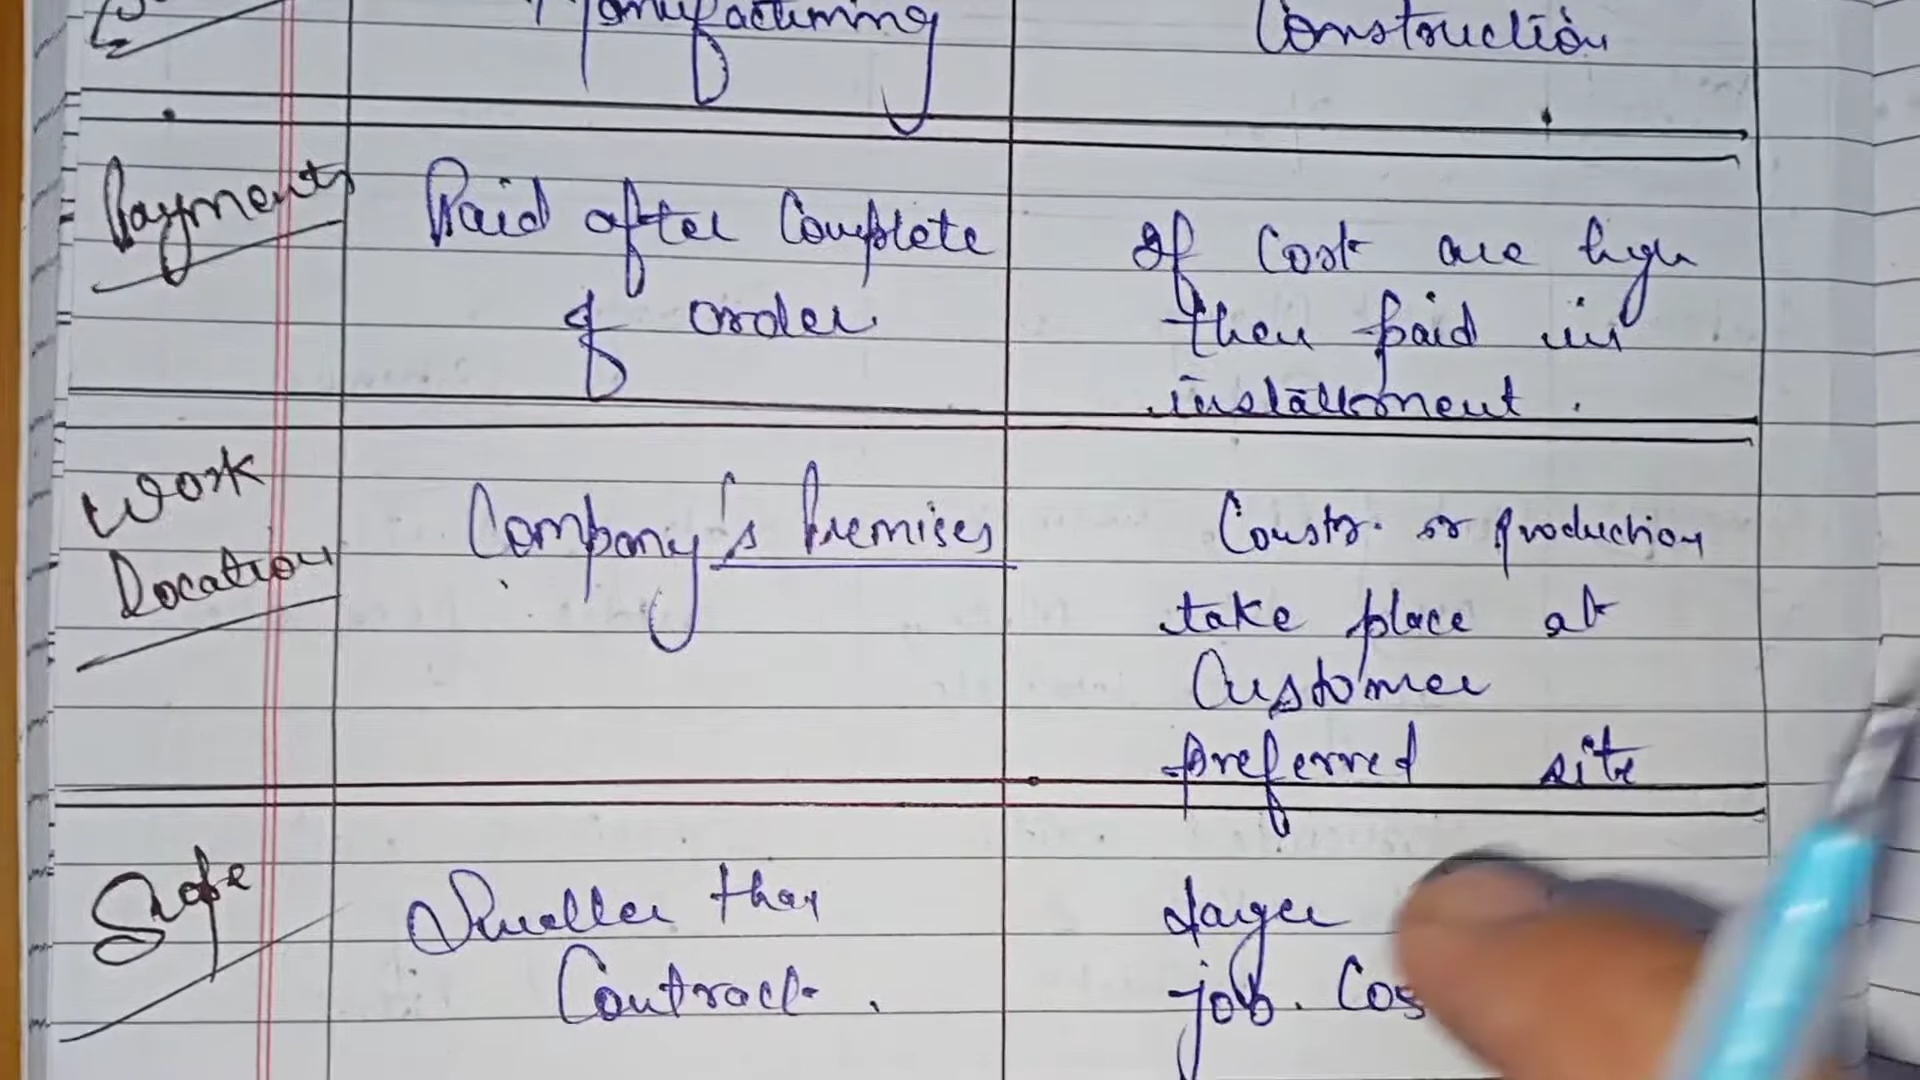 Manufacturing
Construction
Payments
Paid after Complete
of order.
If Cost are high
then paid in
installment.
Work
Location
Company's Premises
Constr. or production
take place at
Customer
preferred site
Smaller than
Contract.
Larger
job. Cos